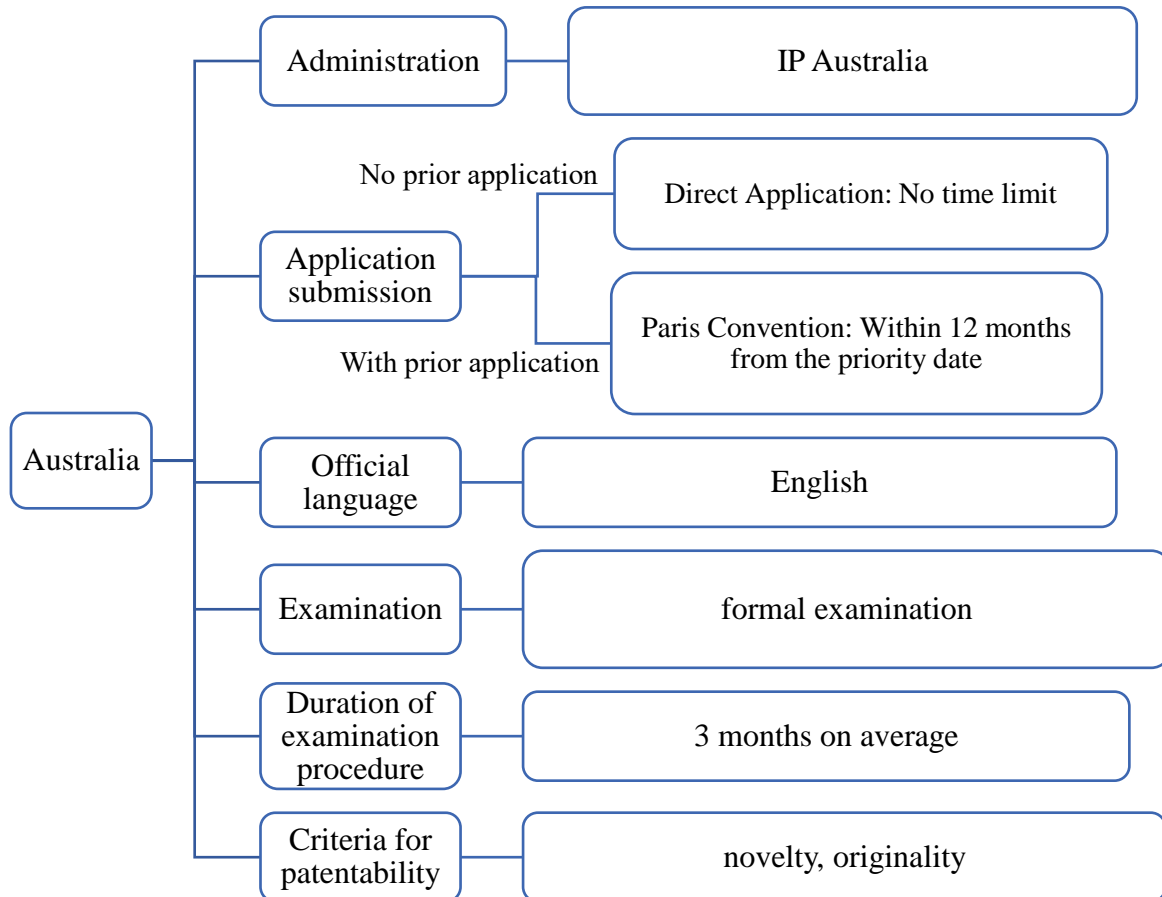 Administration
IP Australia
No prior application
Direct Application: No time limit
Application
submission
Paris Convention: Within 12 months
from the priority date
With prior application
Australia
Official
language
English
Examination
formal examination
Duration of
examination
procedure
3 months on average
Criteria for
patentability
novelty, originality